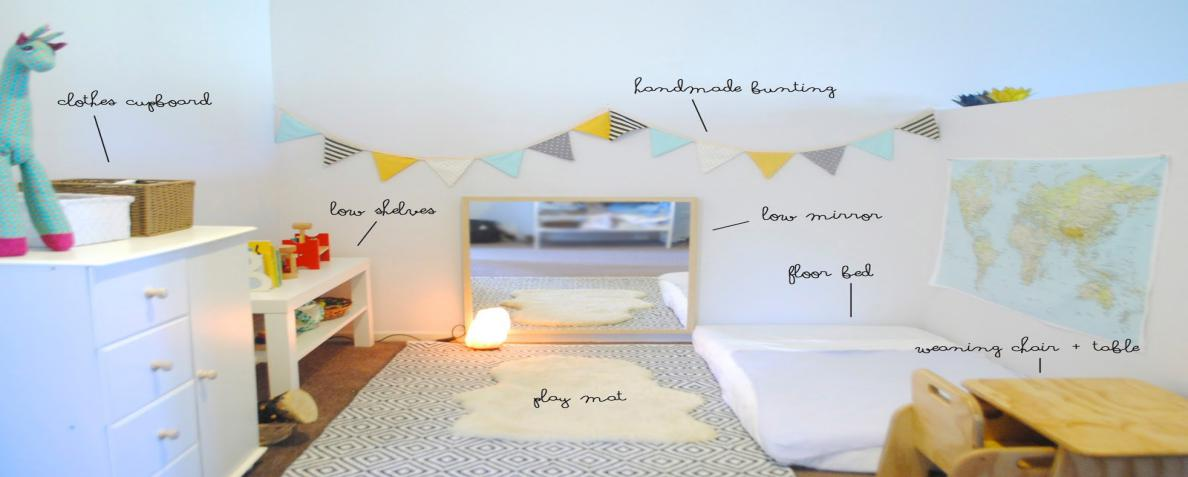 handmade bunting
clothes cupboard
low shelves
low mirror
floor bed
weaning chair + table
play mat